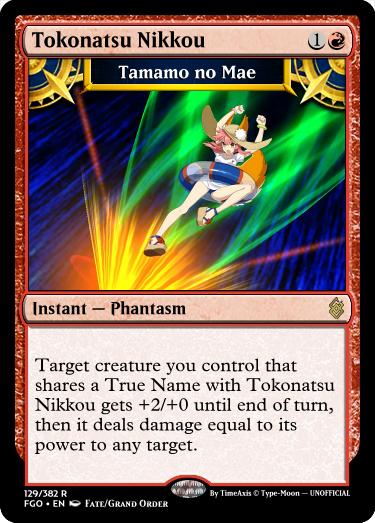 Tokonatsu Nikkou 1
Tamamo no Mae
Instant — Phantasm
Target creature you control that
shares a True Name with Tokonatsu
Nikkou gets +2/+0 until end of turn,
then it deals damage equal to its
power to any target.
129/382 R
FGO • EN Fate/Grand Order
By TimeAxis © Type-Moon — UNOFFICIAL